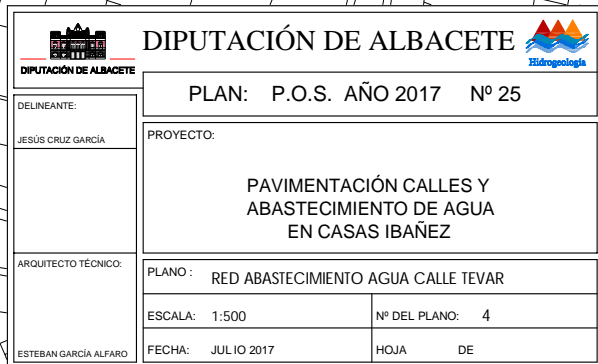 DIPUTACIÓN DE ALBACETE
DIPUTACIÓN DE ALBACETE
Hidrogeología
PLAN: P.O.S. AÑO 2017 Nº 25
DELINEANTE:
JESÚS CRUZ GARCÍA
PROYECTO:
PAVIMENTACIÓN CALLES Y
ABASTECIMIENTO DE AGUA
EN CASAS IBAÑEZ
ARQUITECTO TÉCNICO:
ESTEBAN GARCÍA ALFARO
PLANO : RED ABASTECIMIENTO AGUA CALLE TEVAR
ESCALA: 1:500 Nº DEL PLANO: 4
FECHA: JULIO 2017 HOJA DE